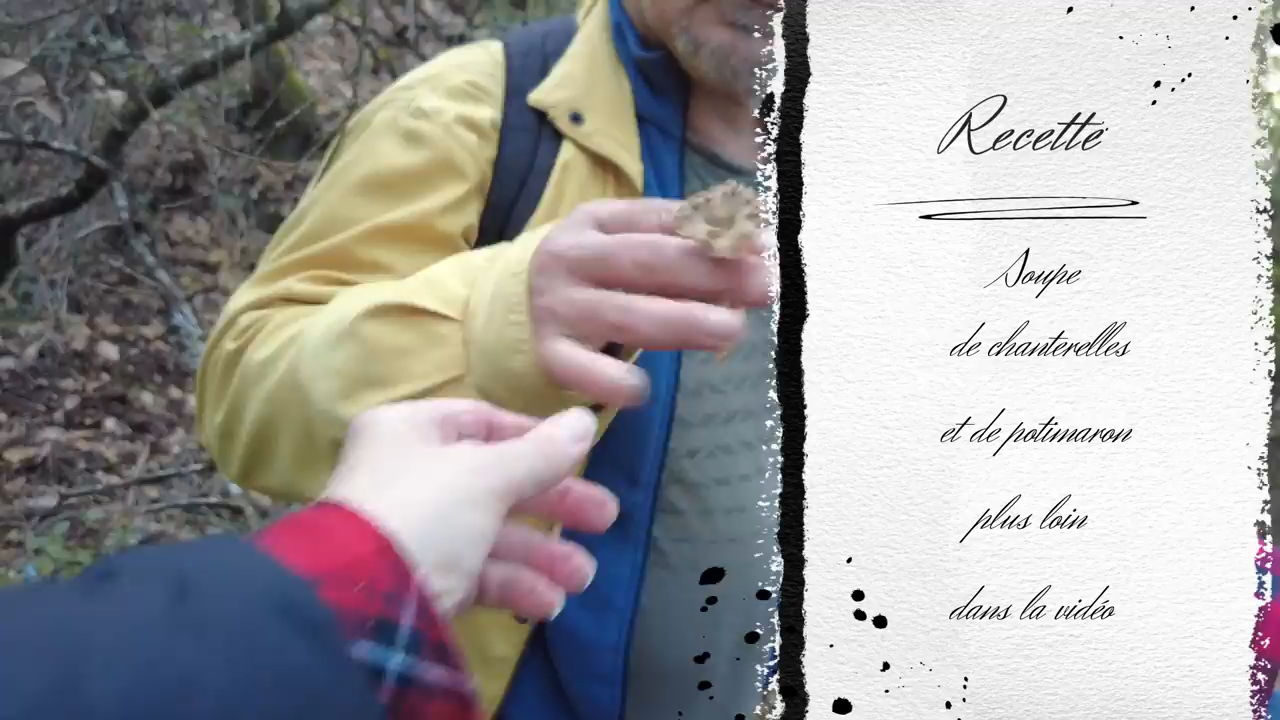 Recette
Soupe
de chanterelles
et de potimaron
plus loin
dans la vidéo